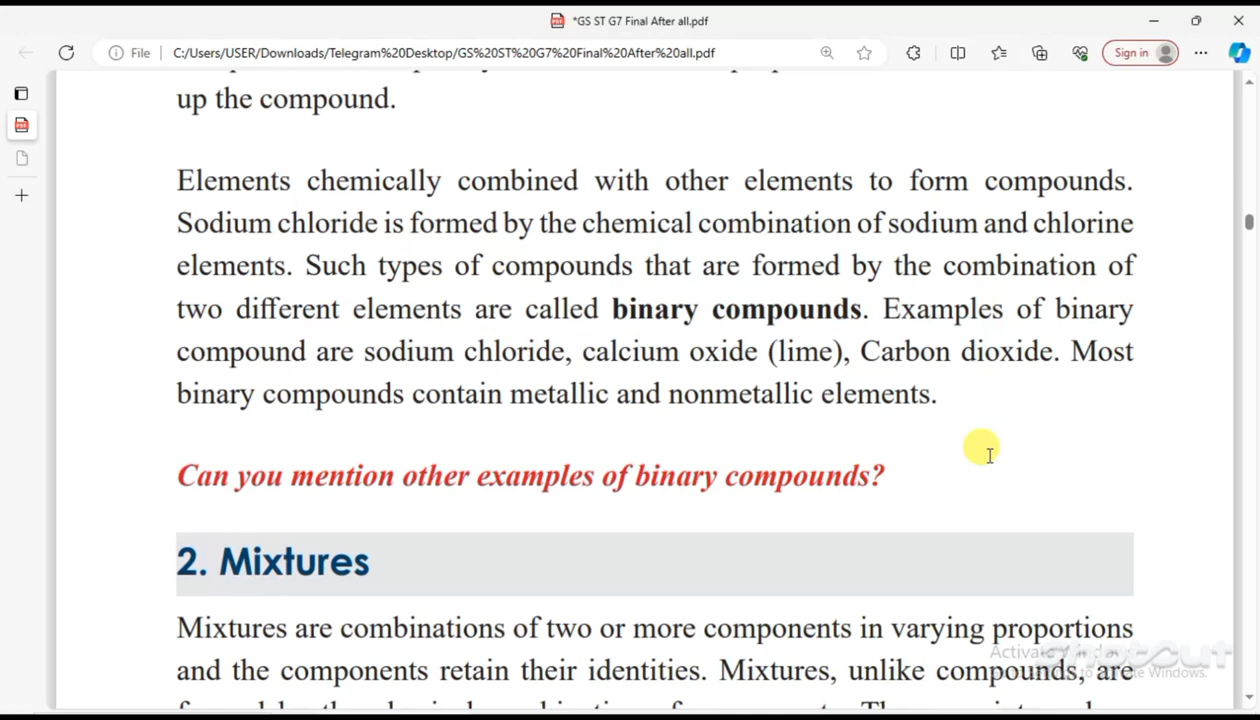 *GS ST G7 Final After all.pdf
File
C:/Users/USER/Downloads/Telegram%20Desktop/GS%20ST%20G7%20Final%20After%20all.pdf
Sign in
up the compound.
Elements chemically combined with other elements to form compounds.
Sodium chloride is formed by the chemical combination of sodium and chlorine
elements. Such types of compounds that are formed by the combination of
two different elements are called binary compounds. Examples of binary
compound are sodium chloride, calcium oxide (lime), Carbon dioxide. Most
binary compounds contain metallic and nonmetallic elements.
Can you mention other examples of binary compounds?
2. Mixtures
Mixtures are combinations of two or more components in varying proportions
and the components retain their identities. Mixtures, unlike compounds, are
Activate
to activate Windows.
shotcut